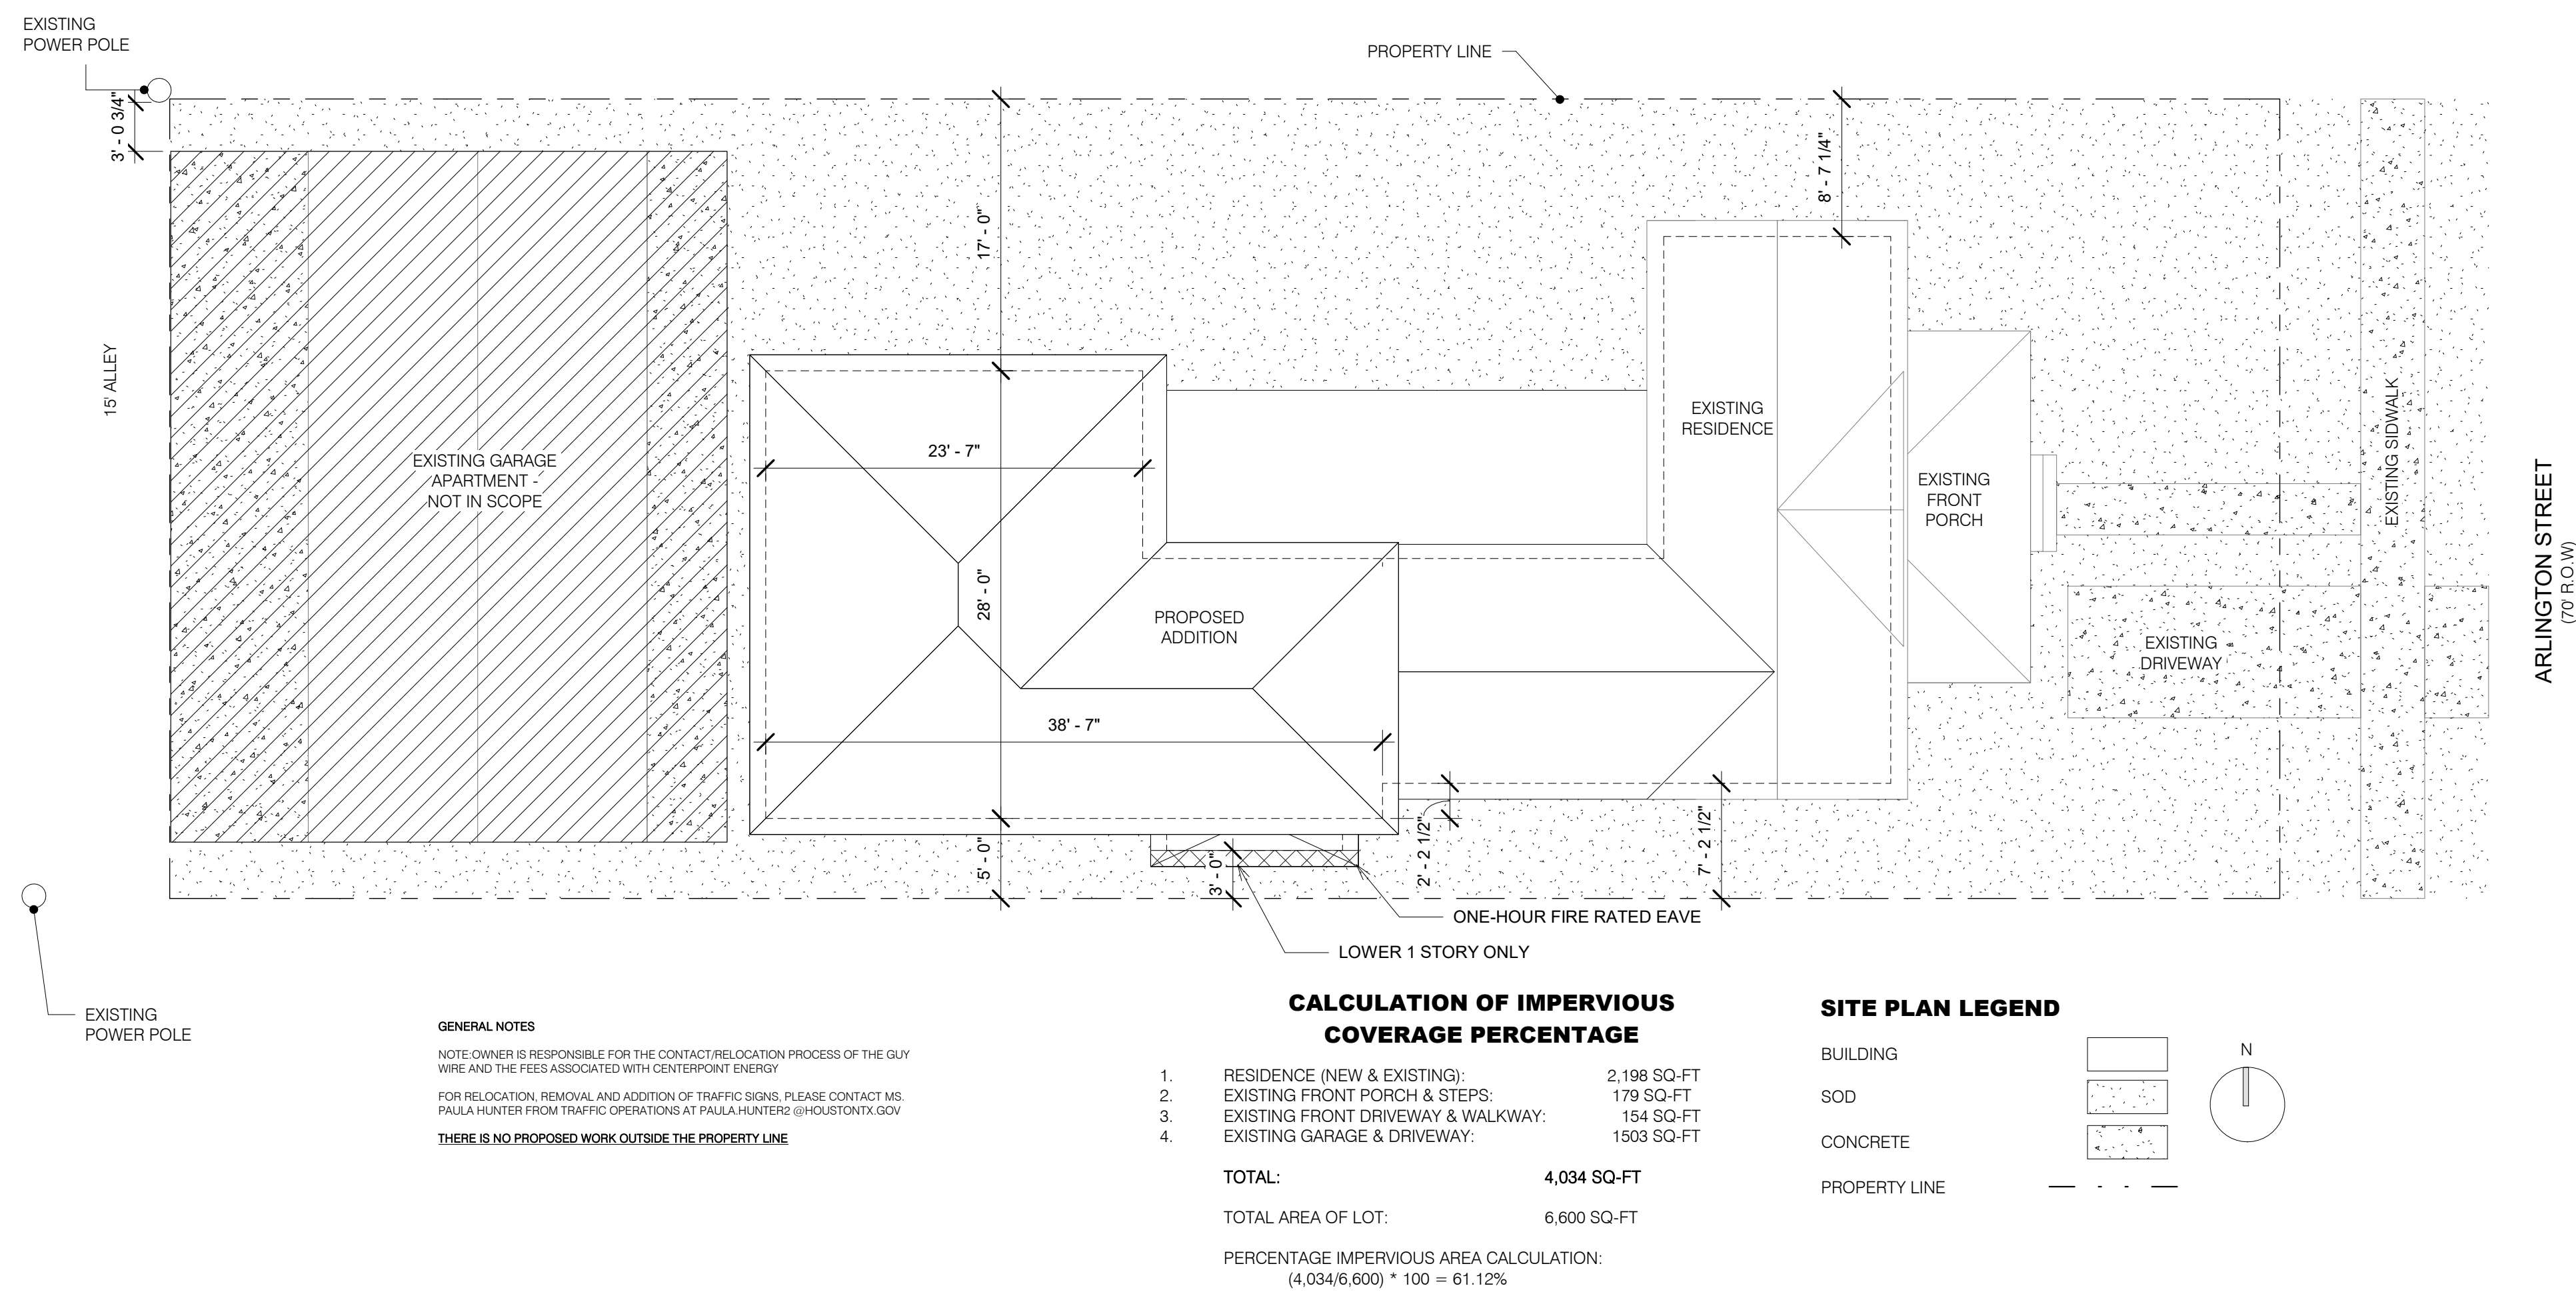 EXISTING
POWER POLE
PROPERTY LINE
3' - 0 3/4"
17' - 0"
8' - 7 1/4"
15' ALLEY
EXISTING GARAGE
APARTMENT -
NOT IN SCOPE
23' - 7"
28' - 0"
PROPOSED
ADDITION
38' - 7"
EXISTING
RESIDENCE
EXISTING
FRONT
PORCH
EXISTING
DRIVEWAY
EXISTING SIDWALK
ARLINGTON STREET
(70' R.O.W)
5' - 0"
3' - 0"
2' - 2 1/2"
7' - 2 1/2"
ONE-HOUR FIRE RATED EAVE
LOWER 1 STORY ONLY
EXISTING
POWER POLE
GENERAL NOTES
NOTE:OWNER IS RESPONSIBLE FOR THE CONTACT/RELOCATION PROCESS OF THE GUY
WIRE AND THE FEES ASSOCIATED WITH CENTERPOINT ENERGY
FOR RELOCATION, REMOVAL AND ADDITION OF TRAFFIC SIGNS, PLEASE CONTACT MS.
PAULA HUNTER FROM TRAFFIC OPERATIONS AT PAULA.HUNTER2 @HOUSTONTX.GOV
THERE IS NO PROPOSED WORK OUTSIDE THE PROPERTY LINE
CALCULATION OF IMPERVIOUS
COVERAGE PERCENTAGE
1. RESIDENCE (NEW & EXISTING): 2,198 SQ-FT
2. EXISTING FRONT PORCH & STEPS: 179 SQ-FT
3. EXISTING FRONT DRIVEWAY & WALKWAY: 154 SQ-FT
4. EXISTING GARAGE & DRIVEWAY: 1503 SQ-FT
TOTAL: 4,034 SQ-FT
TOTAL AREA OF LOT: 6,600 SQ-FT
PERCENTAGE IMPERVIOUS AREA CALCULATION:
(4,034/6,600) * 100 = 61.12%
SITE PLAN LEGEND
BUILDING
SOD
CONCRETE
PROPERTY LINE
N